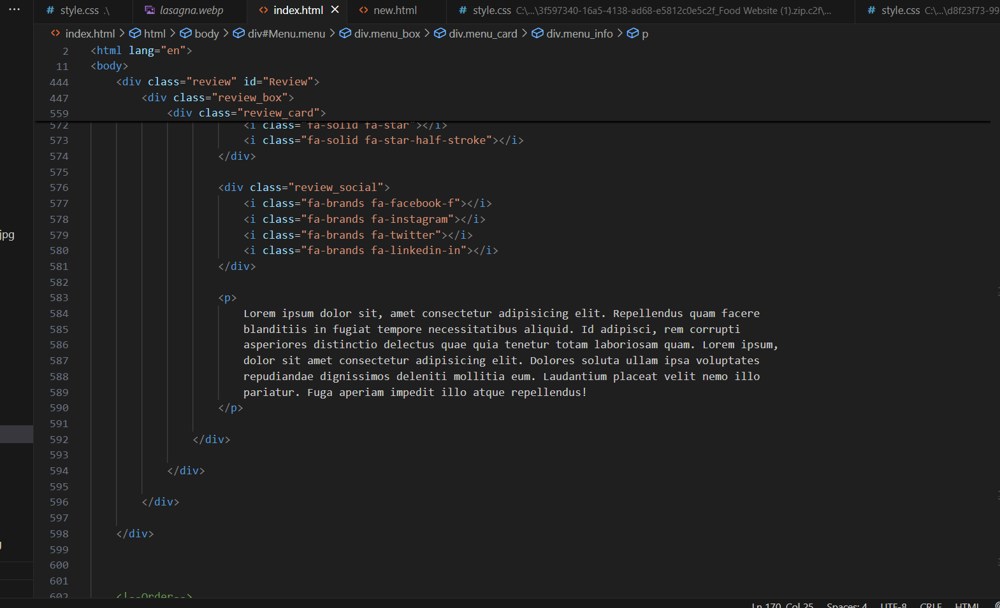 ··· # style.css .\ lasagna.webp <> index.html × <> new.html # style.css C:\...\3f597340-16a5-4138-ad68-e5812c0e5c2f_Food Website (1).zip.c2f\... # style.css C:\...\d8f23f73-99
<> index.html > html > body > div#Menu.menu > div.menu_box > div.menu_card > div.menu_info > p
2 <html lang="en">
11 <body>
444 <div class="review" id="Review">
447 <div class="review_box">
559 <div class="review_card">
572 <i class="fa-solid fa-star"></i>
573 <i class="fa-solid fa-star-half-stroke"></i>
574 </div>
575
576 <div class="review_social">
577 <i class="fa-brands fa-facebook-f"></i>
578 <i class="fa-brands fa-instagram"></i>
jpg
579 <i class="fa-brands fa-twitter"></i>
580 <i class="fa-brands fa-linkedin-in"></i>
581 </div>
582
583 <p>
584 Lorem ipsum dolor sit, amet consectetur adipisicing elit. Repellendus quam facere
585 blanditiis in fugiat tempore necessitatibus aliquid. Id adipisci, rem corrupti
586 asperiores distinctio delectus quae quia tenetur totam laboriosam quam. Lorem ipsum,
587 dolor sit amet consectetur adipisicing elit. Dolores soluta ullam ipsa voluptates
588 repudiandae dignissimos deleniti mollitia eum. Laudantium placeat velit nemo illo
589 pariatur. Fuga aperiam impedit illo atque repellendus!
590 </p>
591
592 </div>
593
594 </div>
595
596 </div>
597
598 </div>
599
600
601
602 <!--Order-->
Ln 170, Col 25 Spaces: 4 UTF-8 CRLF HTML